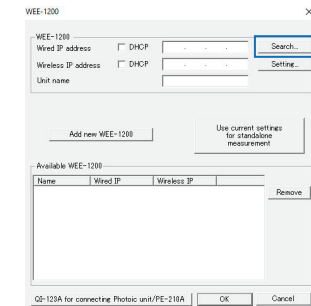 WEE-1200
WEE-1200
Wired IP address DHCP . . . Search...
Wireless IP address DHCP . . . Setting...
Unit name
Add new WEE-1200
Use current settings
for standalone
measurement
Available WEE-1200
Name Wired IP Wireless IP
Remove
QI-123A for connecting Photoic unit/PE-210A OK Cancel